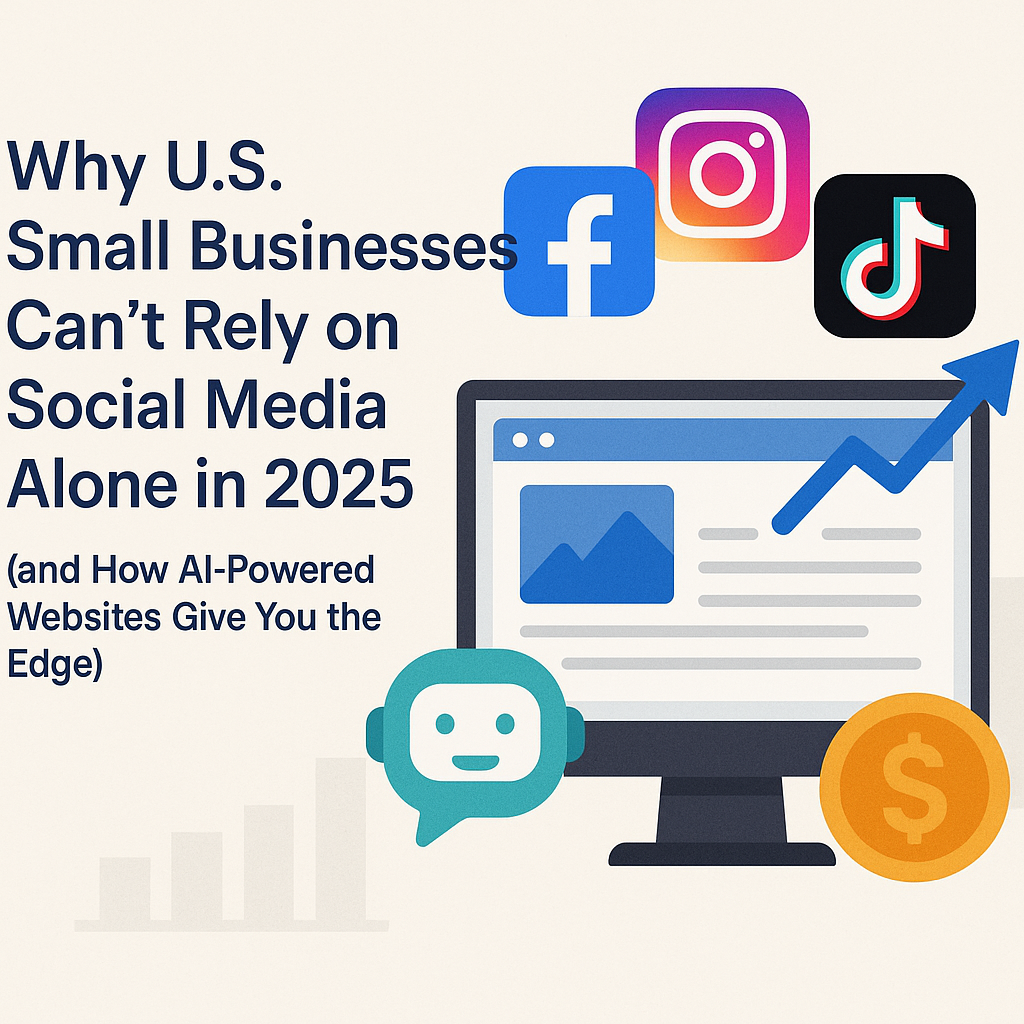 Why U.S.
Small Businesses
Can’t Rely on
Social Media
Alone in 2025
(and How AI-Powered
Websites Give You the
Edge)
$